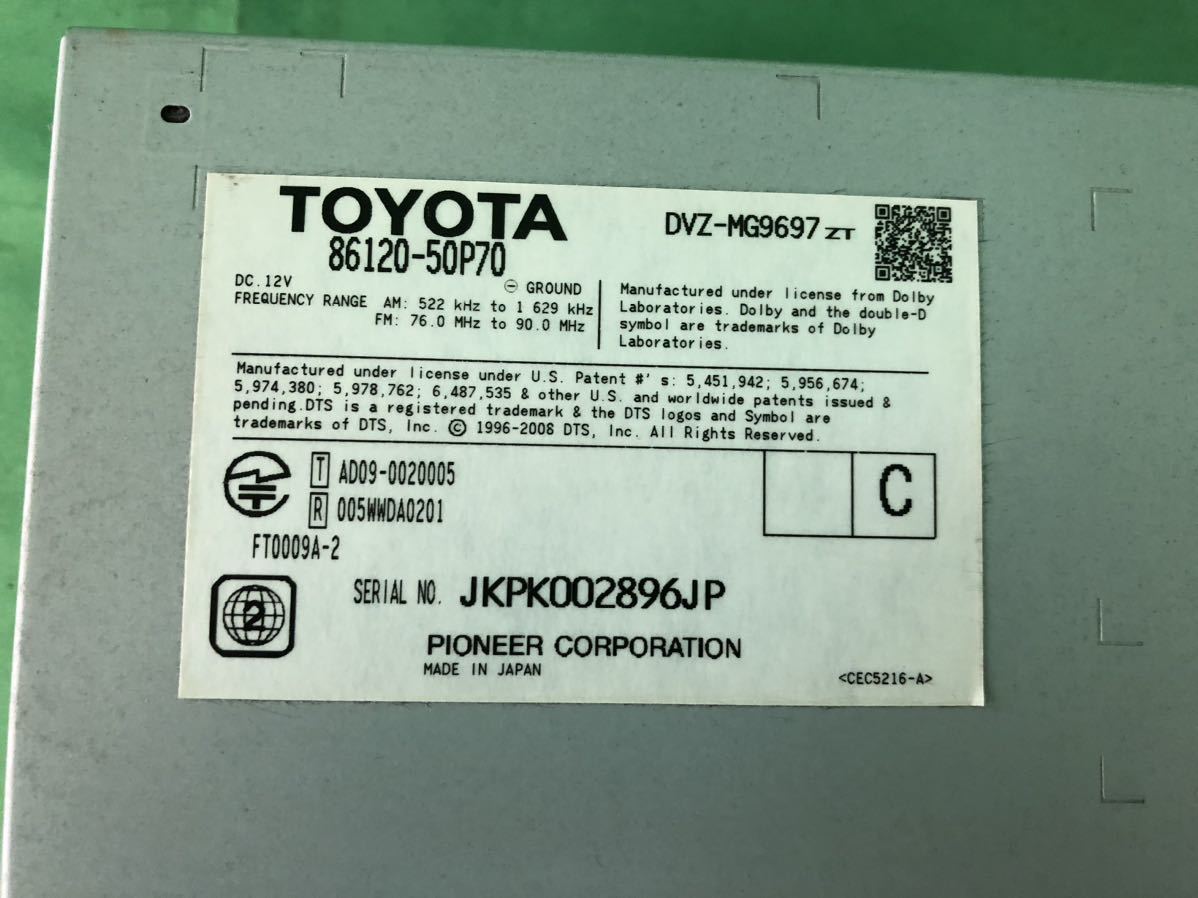 TOYOTA
86120-50P70
DVZ-MG9697 ZT
DC.12V
⊖ GROUND
FREQUENCY RANGE AM: 522 kHz to 1 629 kHz
FM: 76.0 MHz to 90.0 MHz
Manufactured under license from Dolby
Laboratories. Dolby and the double-D
symbol are trademarks of Dolby
Laboratories.
Manufactured under license under U.S. Patent #' s: 5,451,942; 5,956,674;
5,974,380; 5,978,762; 6,487,535 & other U.S. and worldwide patents issued &
pending.DTS is a registered trademark & the DTS logos and Symbol are
trademarks of DTS, Inc. © 1996-2008 DTS, Inc. All Rights Reserved.
T AD09-0020005
R 005WWDA0201
FT0009A-2
C
2
SERIAL NO. JKPK002896JP
PIONEER CORPORATION
MADE IN JAPAN
<CEC5216-A>